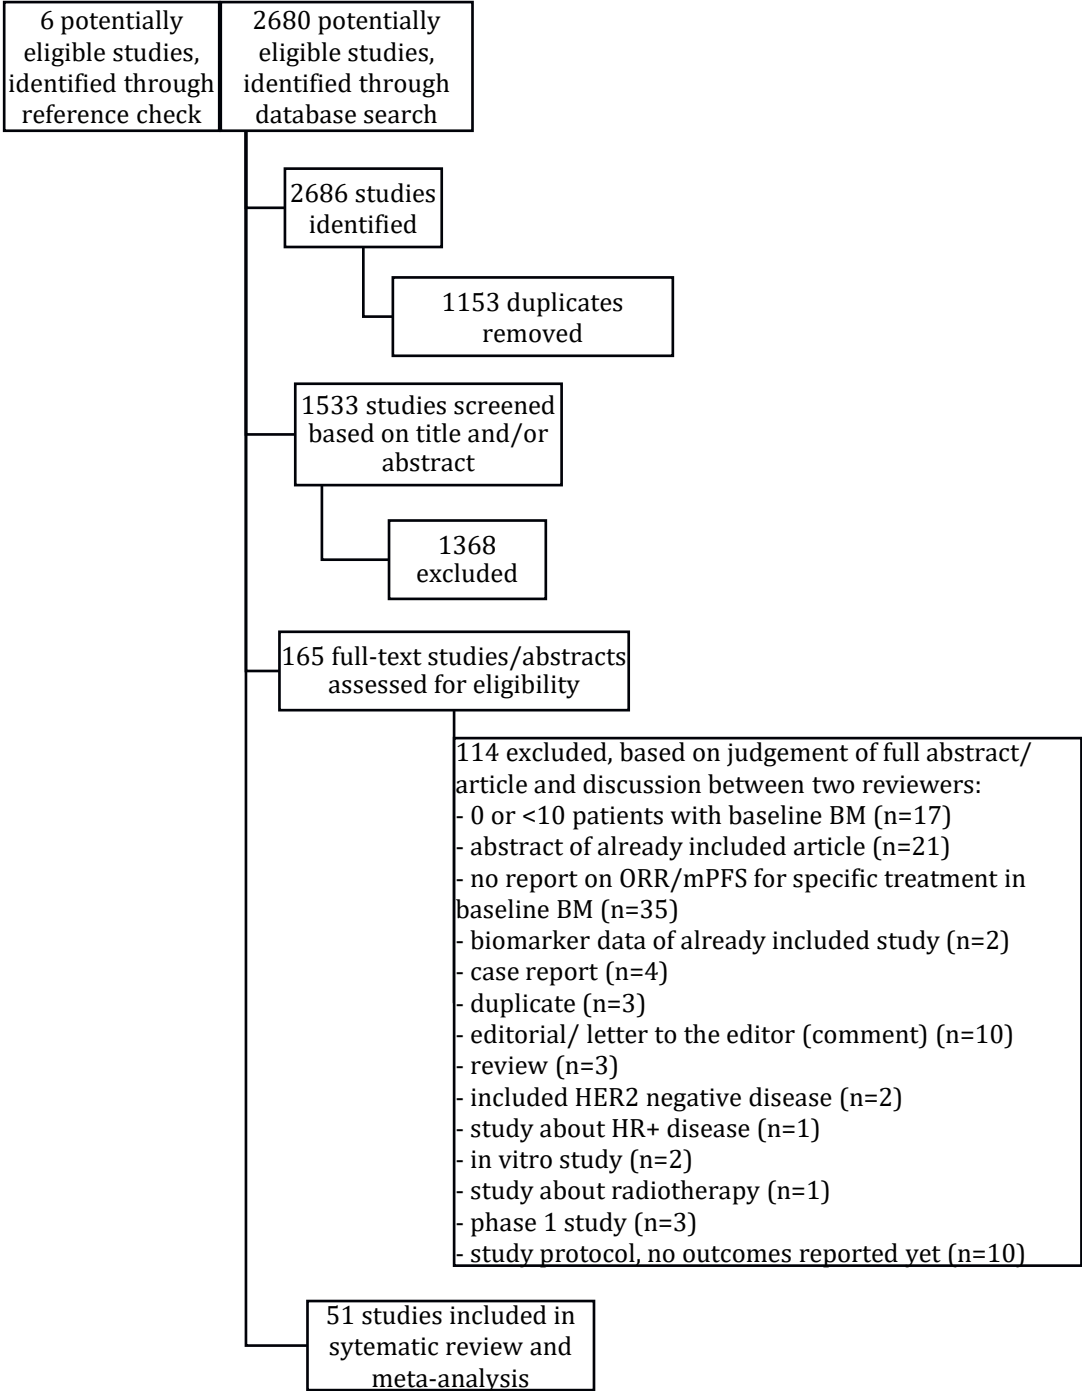 6 potentially
eligible studies,
identified through
reference check
2680 potentially
eligible studies,
identified through
database search
2686 studies
identified
1153 duplicates
removed
1533 studies screened
based on title and/or
abstract
1368
excluded
165 full-text studies/abstracts
assessed for eligibility
114 excluded, based on judgement of full abstract/
article and discussion between two reviewers:
- 0 or <10 patients with baseline BM (n=17)
- abstract of already included article (n=21)
- no report on ORR/mPFS for specific treatment in
baseline BM (n=35)
- biomarker data of already included study (n=2)
- case report (n=4)
- duplicate (n=3)
- editorial/ letter to the editor (comment) (n=10)
- review (n=3)
- included HER2 negative disease (n=2)
- study about HR+ disease (n=1)
- in vitro study (n=2)
- study about radiotherapy (n=1)
- phase 1 study (n=3)
- study protocol, no outcomes reported yet (n=10)
51 studies included in
sytematic review and
meta-analysis